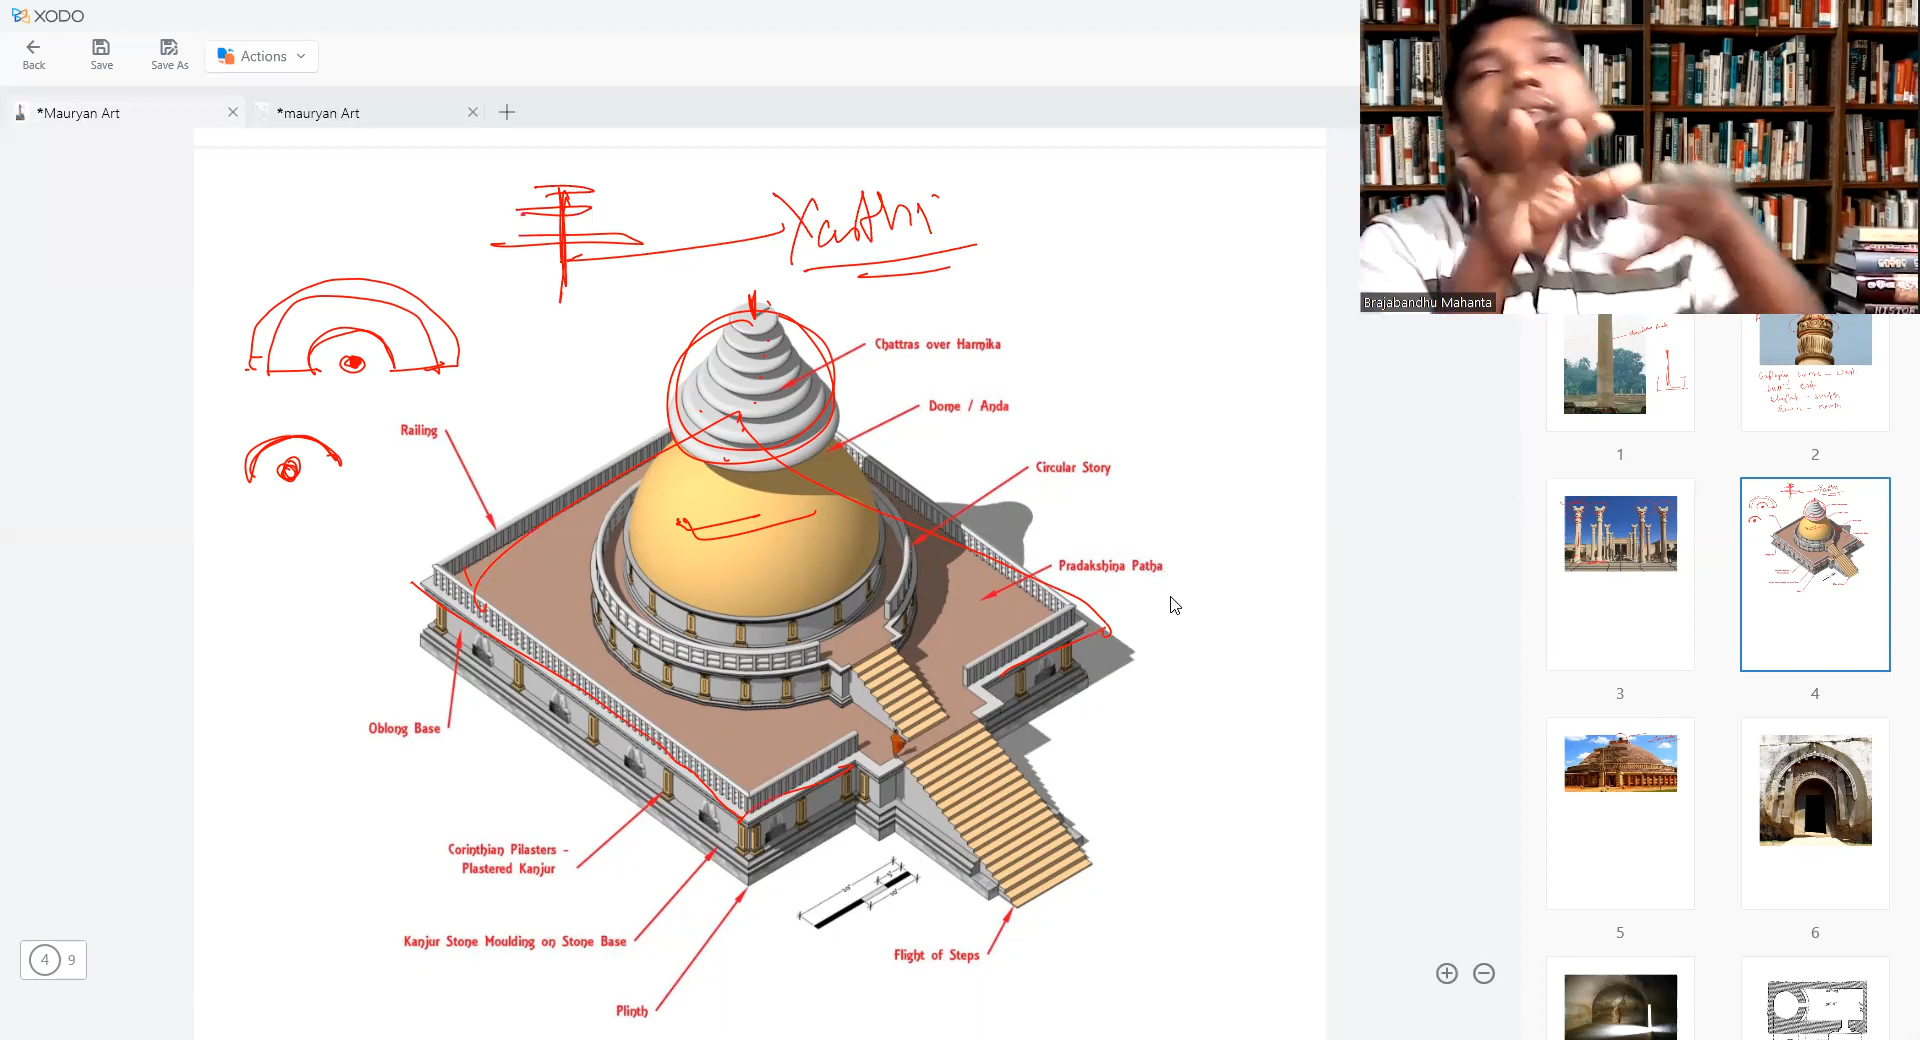 XODO
Back
Save
Save As
Actions
*Mauryan Art
*mauryan Art
Brajabandhu Mahanta
Xasthi
Chattras over Harmika
Dome / Anda
Railing
Circular Story
Pradakshina Patha
Oblong Base
Corinthian Pilasters -
Plastered Kanjur
Kanjur Stone Moulding on Stone Base
Flight of Steps
Plinth
4 9
1
2
3
4
5
6